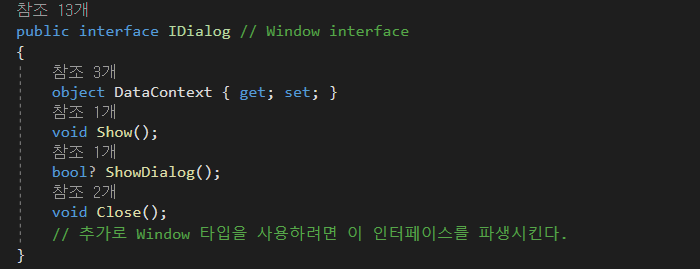 참조 13개
public interface IDialog // Window interface
{
참조 3개
object DataContext { get; set; }
참조 1개
void Show();
참조 1개
bool? ShowDialog();
참조 2개
void Close();
// 추가로 Window 타입을 사용하려면 이 인터페이스를 파생시킨다.
}